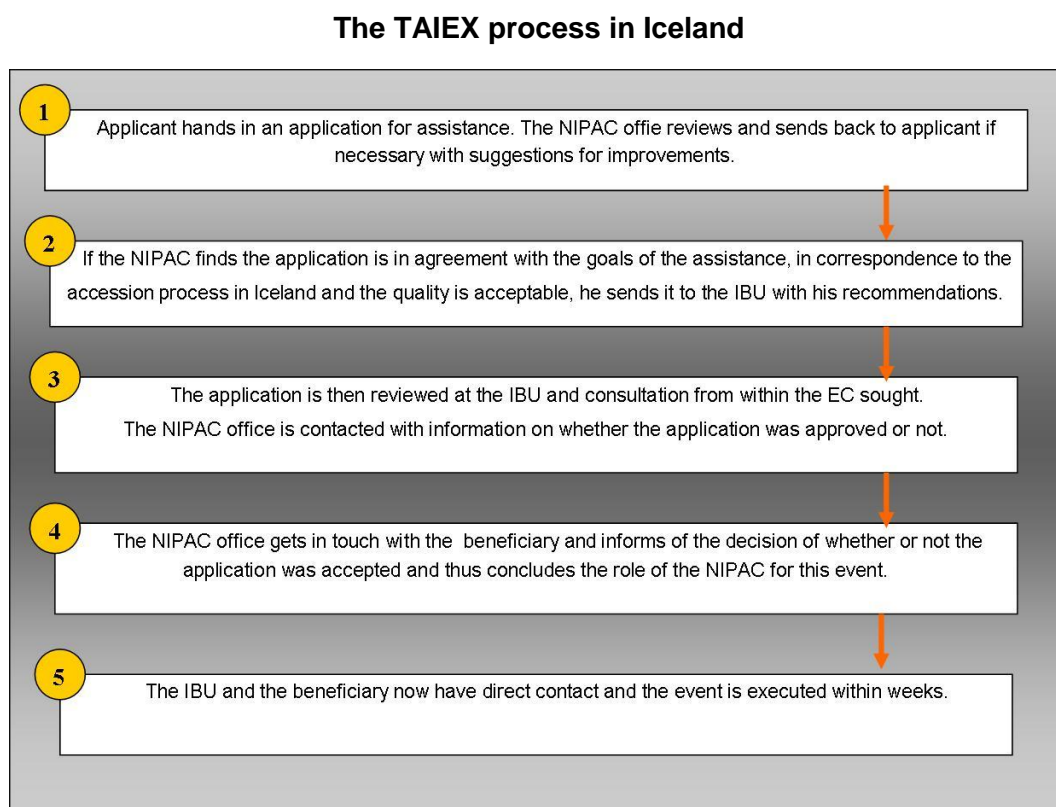 The TAIEX process in Iceland
1
Applicant hands in an application for assistance. The NIPAC offie reviews and sends back to applicant if
necessary with suggestions for improvements.
2
If the NIPAC finds the application is in agreement with the goals of the assistance, in correspondence to the
accession process in Iceland and the quality is acceptable, he sends it to the IBU with his recommendations.
3
The application is then reviewed at the IBU and consultation from within the EC sought.
The NIPAC office is contacted with information on whether the application was approved or not.
4
The NIPAC office gets in touch with the beneficiary and informs of the decision of whether or not the
application was accepted and thus concludes the role of the NIPAC for this event.
5
The IBU and the beneficiary now have direct contact and the event is executed within weeks.